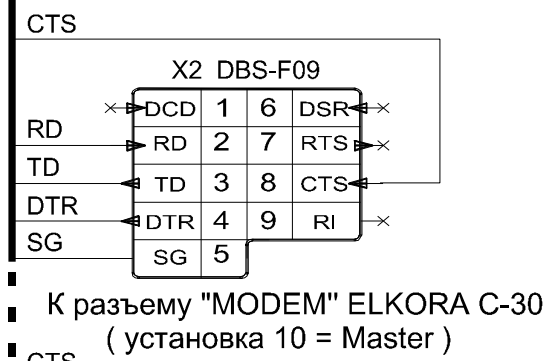 CTS
X2 DBS-F09
DCD 1 6 DSR
RD RD 2 7 RTS
TD TD 3 8 CTS
DTR DTR 4 9 RI
SG SG 5
К разъему "MODEM" ELKORA C-30
( установка 10 = Master )
CTS